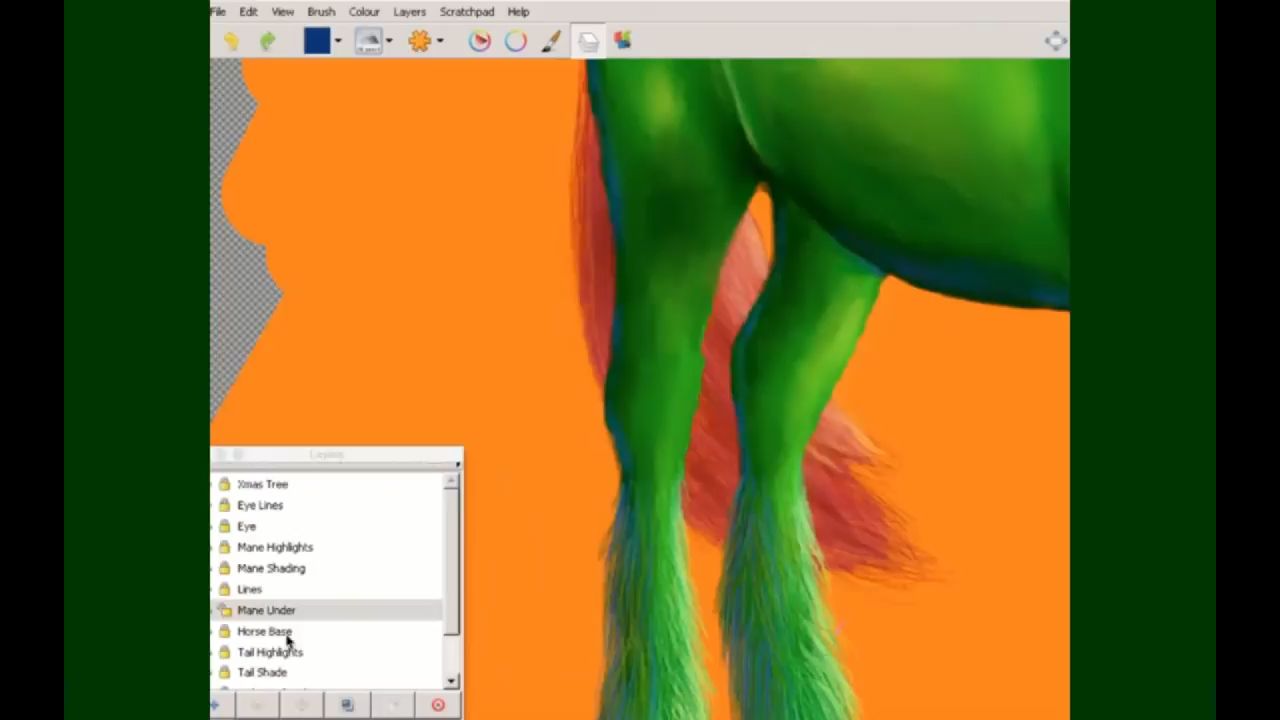 File Edit View Brush Colour Layers Scratchpad Help
Layers
Xmas Tree
Eye Lines
Eye
Mane Highlights
Mane Shading
Lines
Mane Under
Horse Base
Tail Highlights
Tail Shade